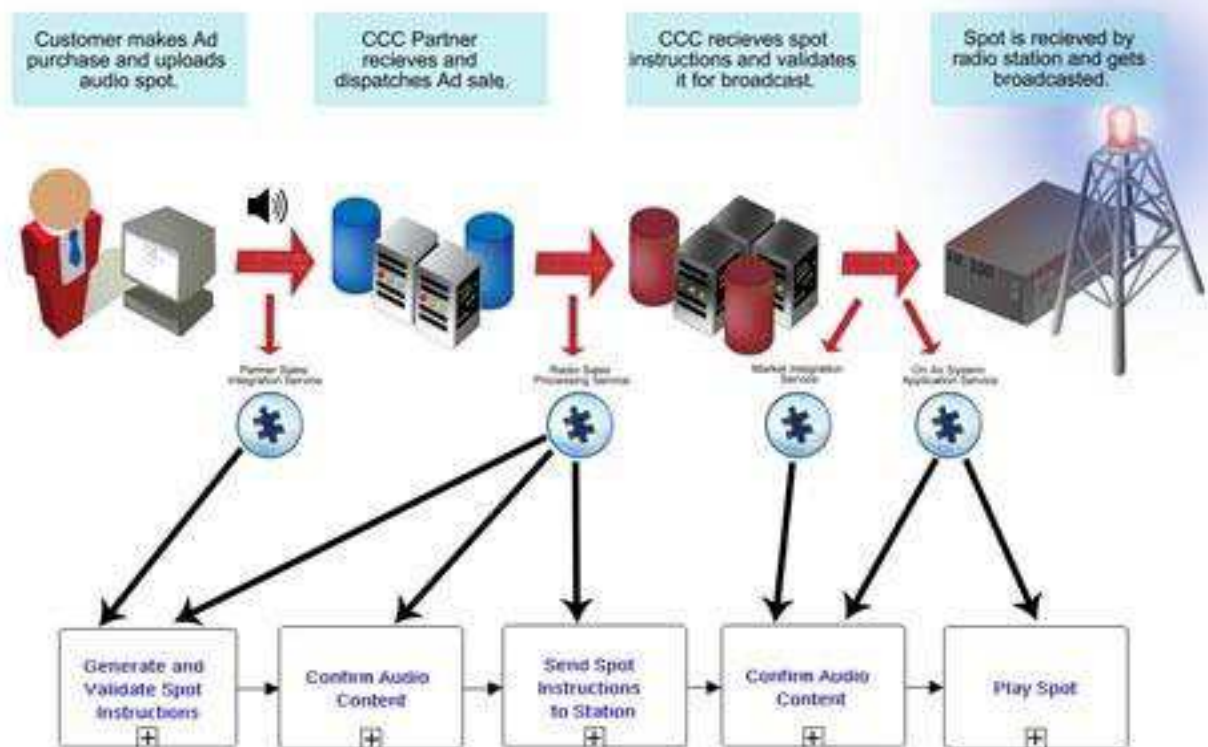 Customer makes Ad
purchase and uploads
audio spot.
CCC Partner
recieves and
dispatches Ad sale.
CCC recieves spot
instructions and validates
it for broadcast.
Spot is recieved by
radio station and gets
broadcasted.
Partner Sales
Integration Service
Radio Sales
Processing Service
Market Integration
Service
On Air System
Application Service
Generate and
Validate Spot
Instructions
Confirm Audio
Content
Send Spot
Instructions
to Station
Confirm Audio
Content
Play Spot